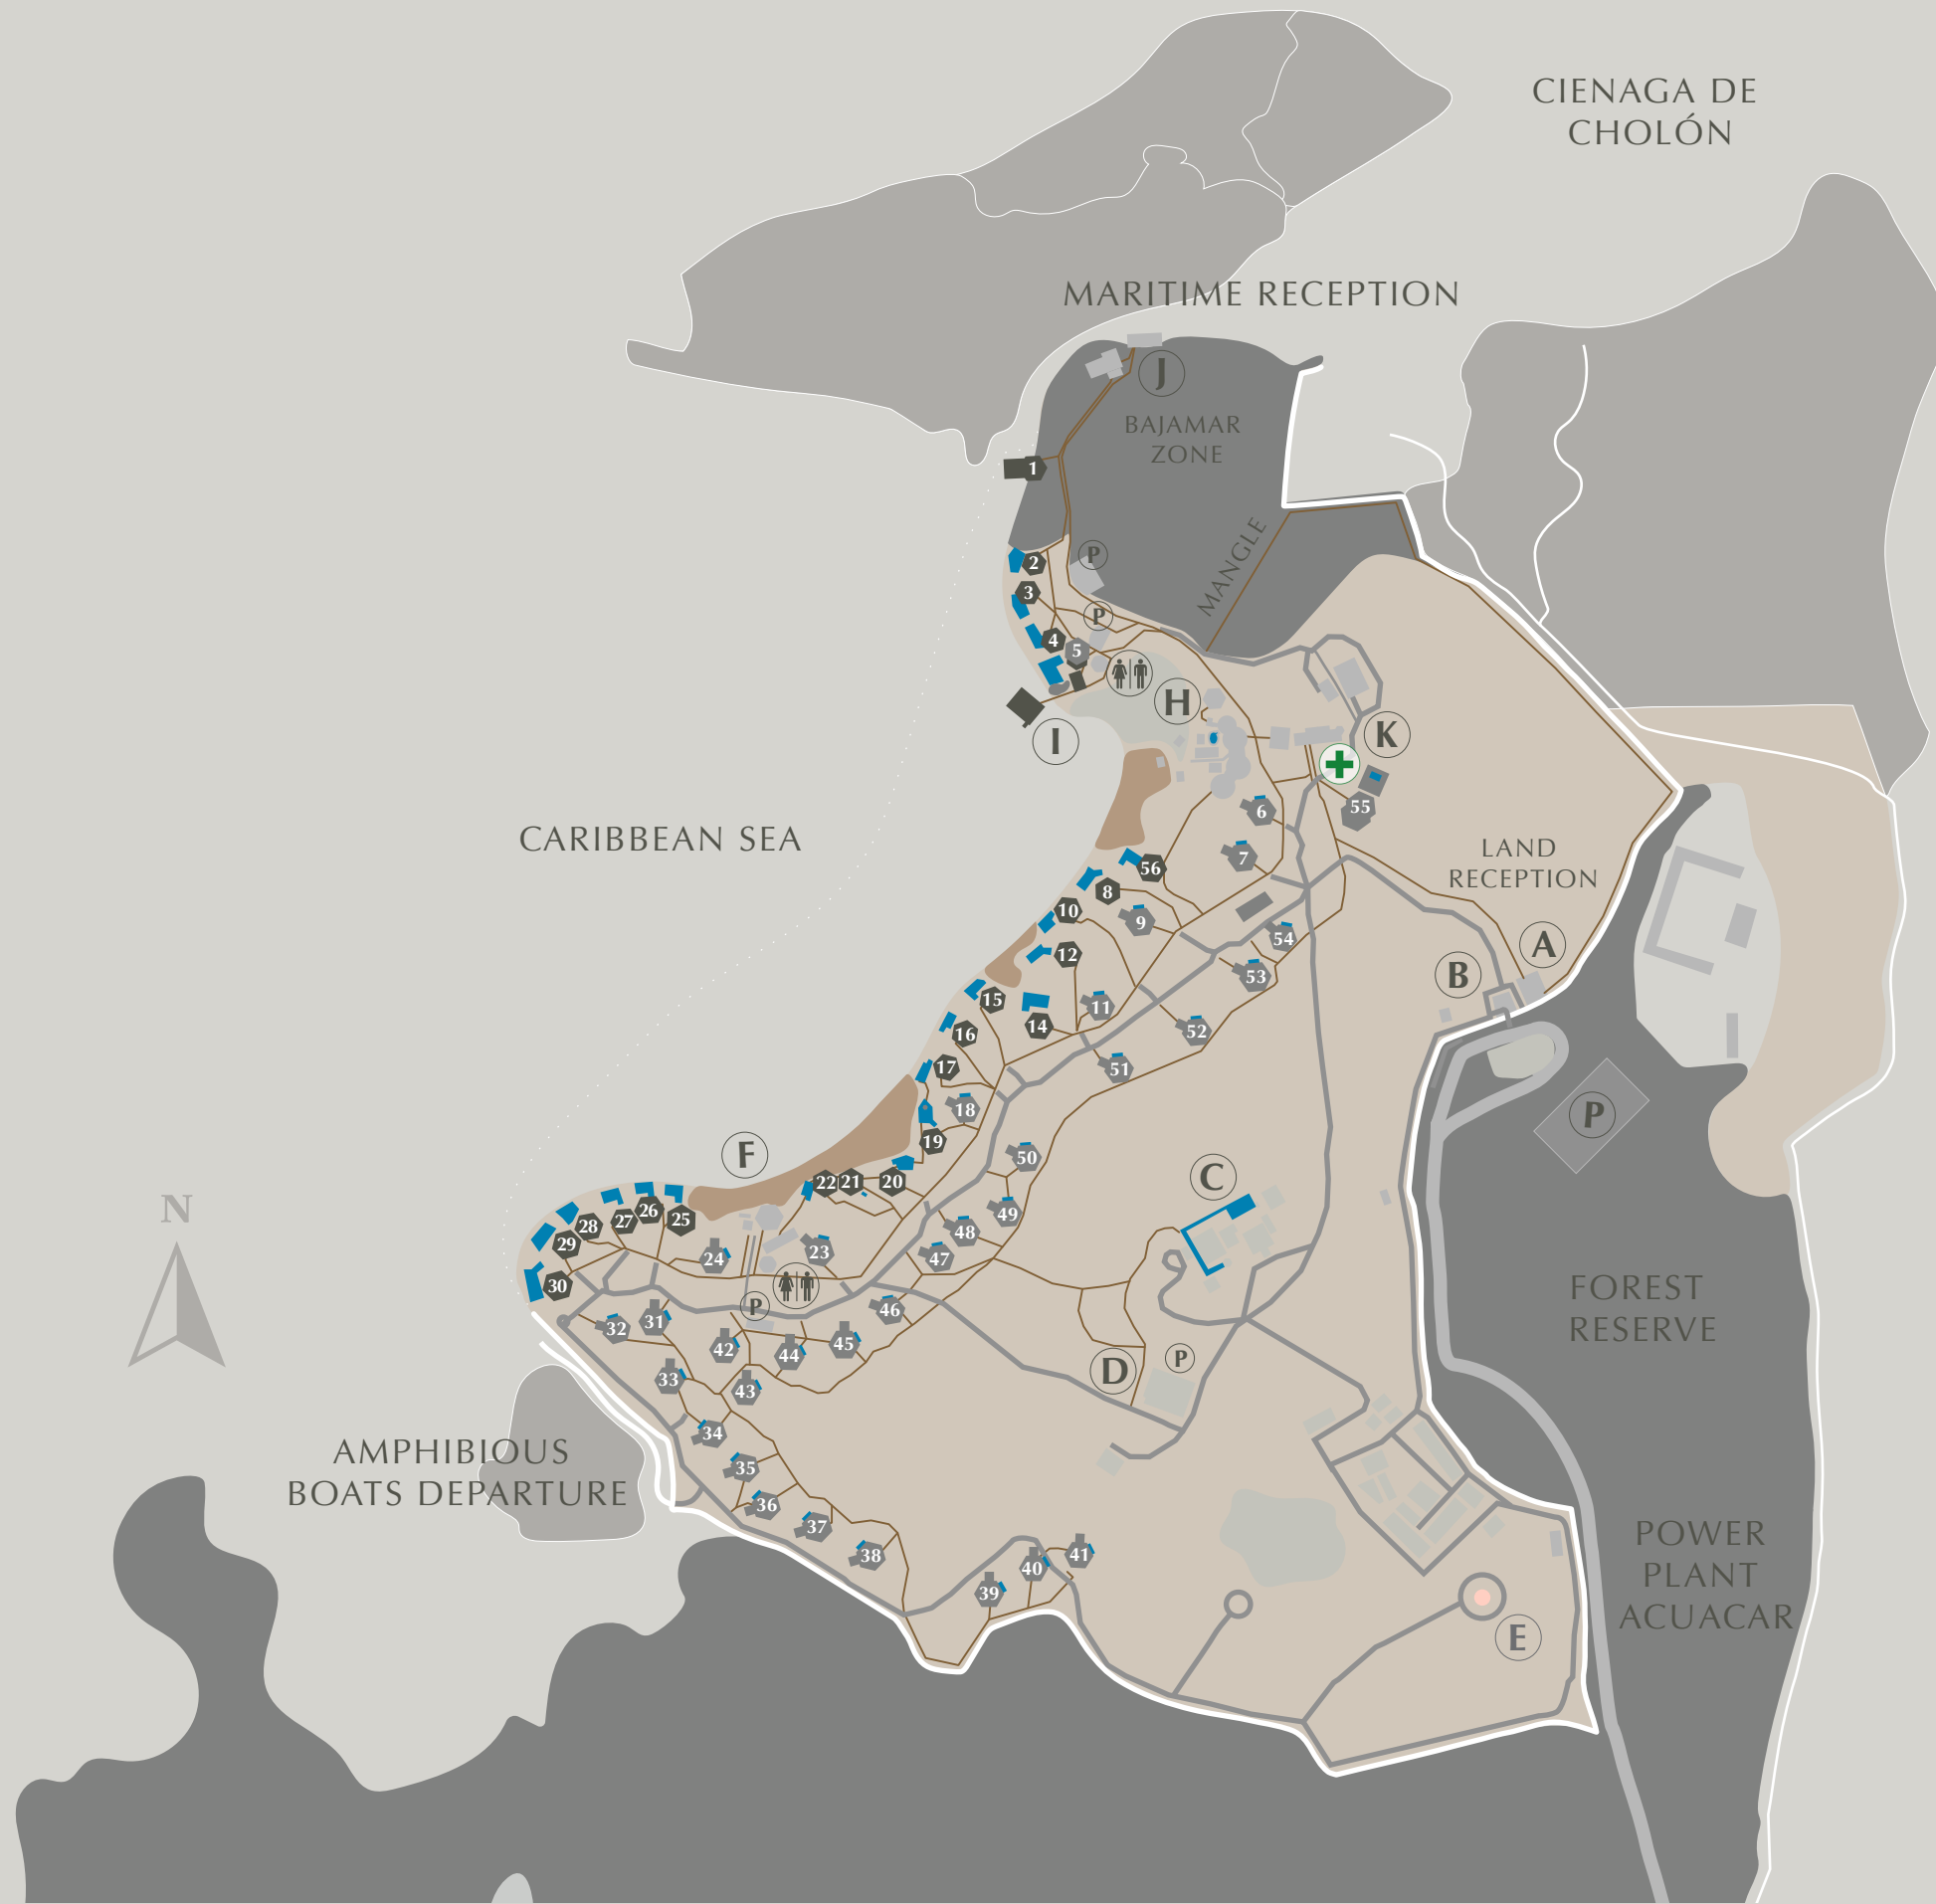 CIENAGA DE
CHOLÓN
MARITIME RECEPTION
J
BAJAMAR
ZONE
1
MANGLE
P
2
3
P
4
5
H
I
K
CARIBBEAN SEA
6
55
7
LAND
RECEPTION
56
8
10
9
54
A
12
B
53
15
11
14
16
52
17
51
18
P
19
50
F
C
22
21
20
N
49
26
25
27
28
48
29
23
24
47
30
FOREST
RESERVE
P
46
31
32
45
42
44
P
D
33
43
34
AMPHIBIOUS
BOATS DEPARTURE
35
36
37
POWER
PLANT
ACUACAR
38
41
40
39
E